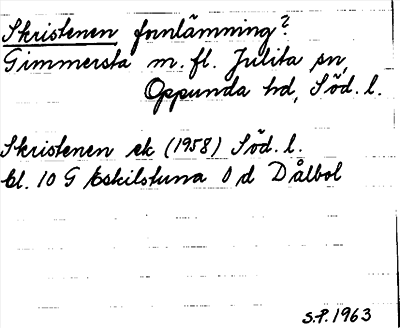 Skristenen fornlämning?
Gimmersta m. fl. Julita sn,
Oppunda hd, Söd. l.
Skristenen ek (1958) Söd. l.
bl. 10 G Eskilstuna 0 d Dålbol
S.P. 1963